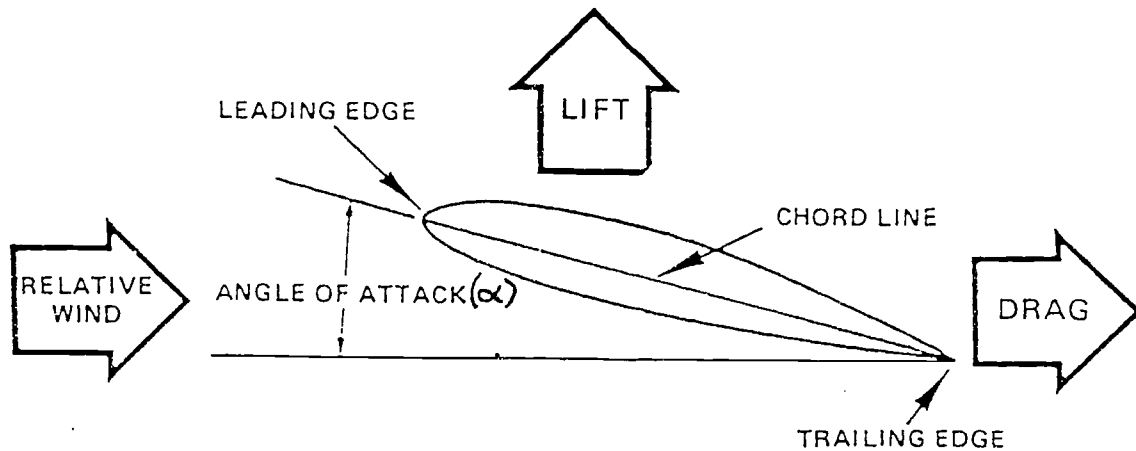 LIFT
LEADING EDGE
CHORD LINE
RELATIVE
WIND
ANGLE OF ATTACK(α)
DRAG
TRAILING EDGE